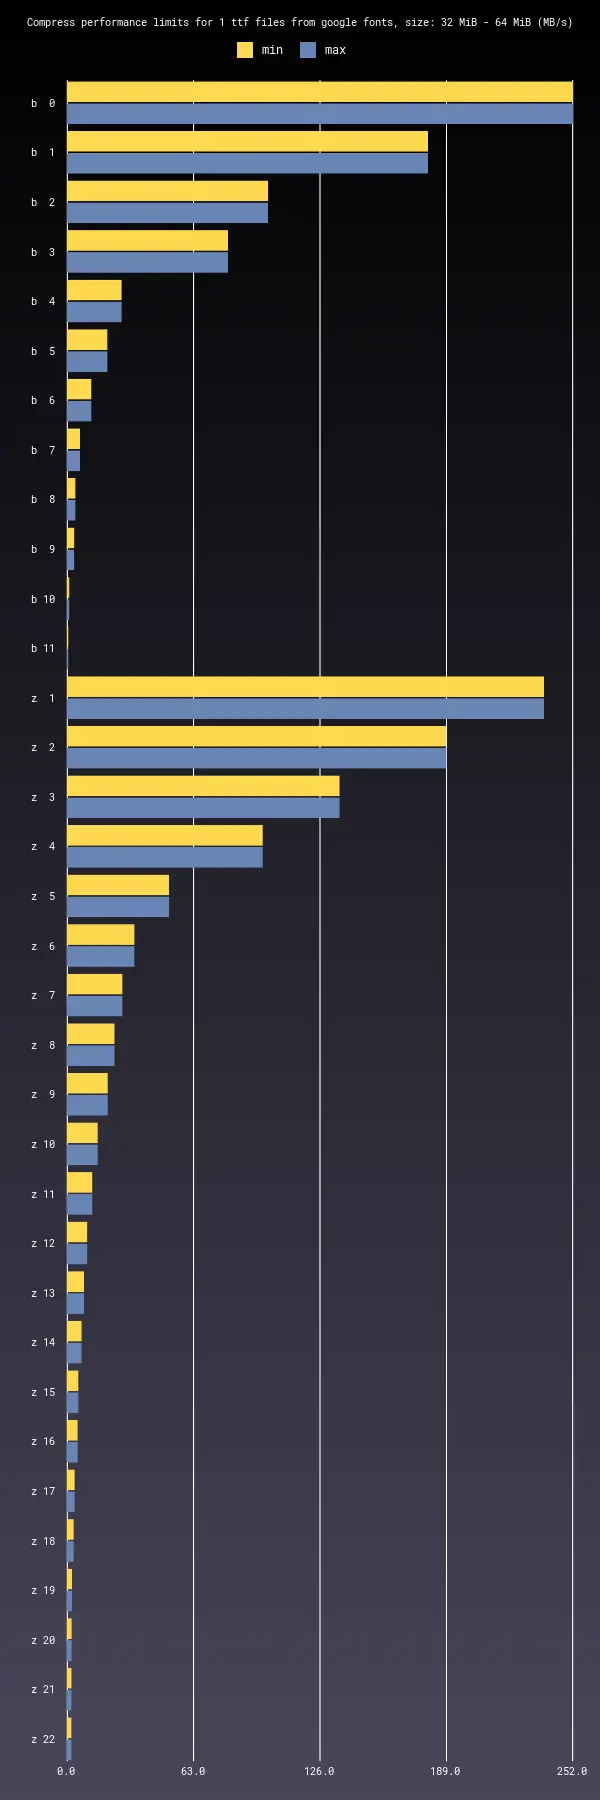 Compress performance limits for 1 ttf files from google fonts, size: 32 MiB - 64 MiB (MB/s)
min max
b 0
b 1
b 2
b 3
b 4
b 5
b 6
b 7
b 8
b 9
b 10
b 11
z 1
z 2
z 3
z 4
z 5
z 6
z 7
z 8
z 9
z 10
z 11
z 12
z 13
z 14
z 15
z 16
z 17
z 18
z 19
z 20
z 21
z 22
0.0 63.0 126.0 189.0 252.0